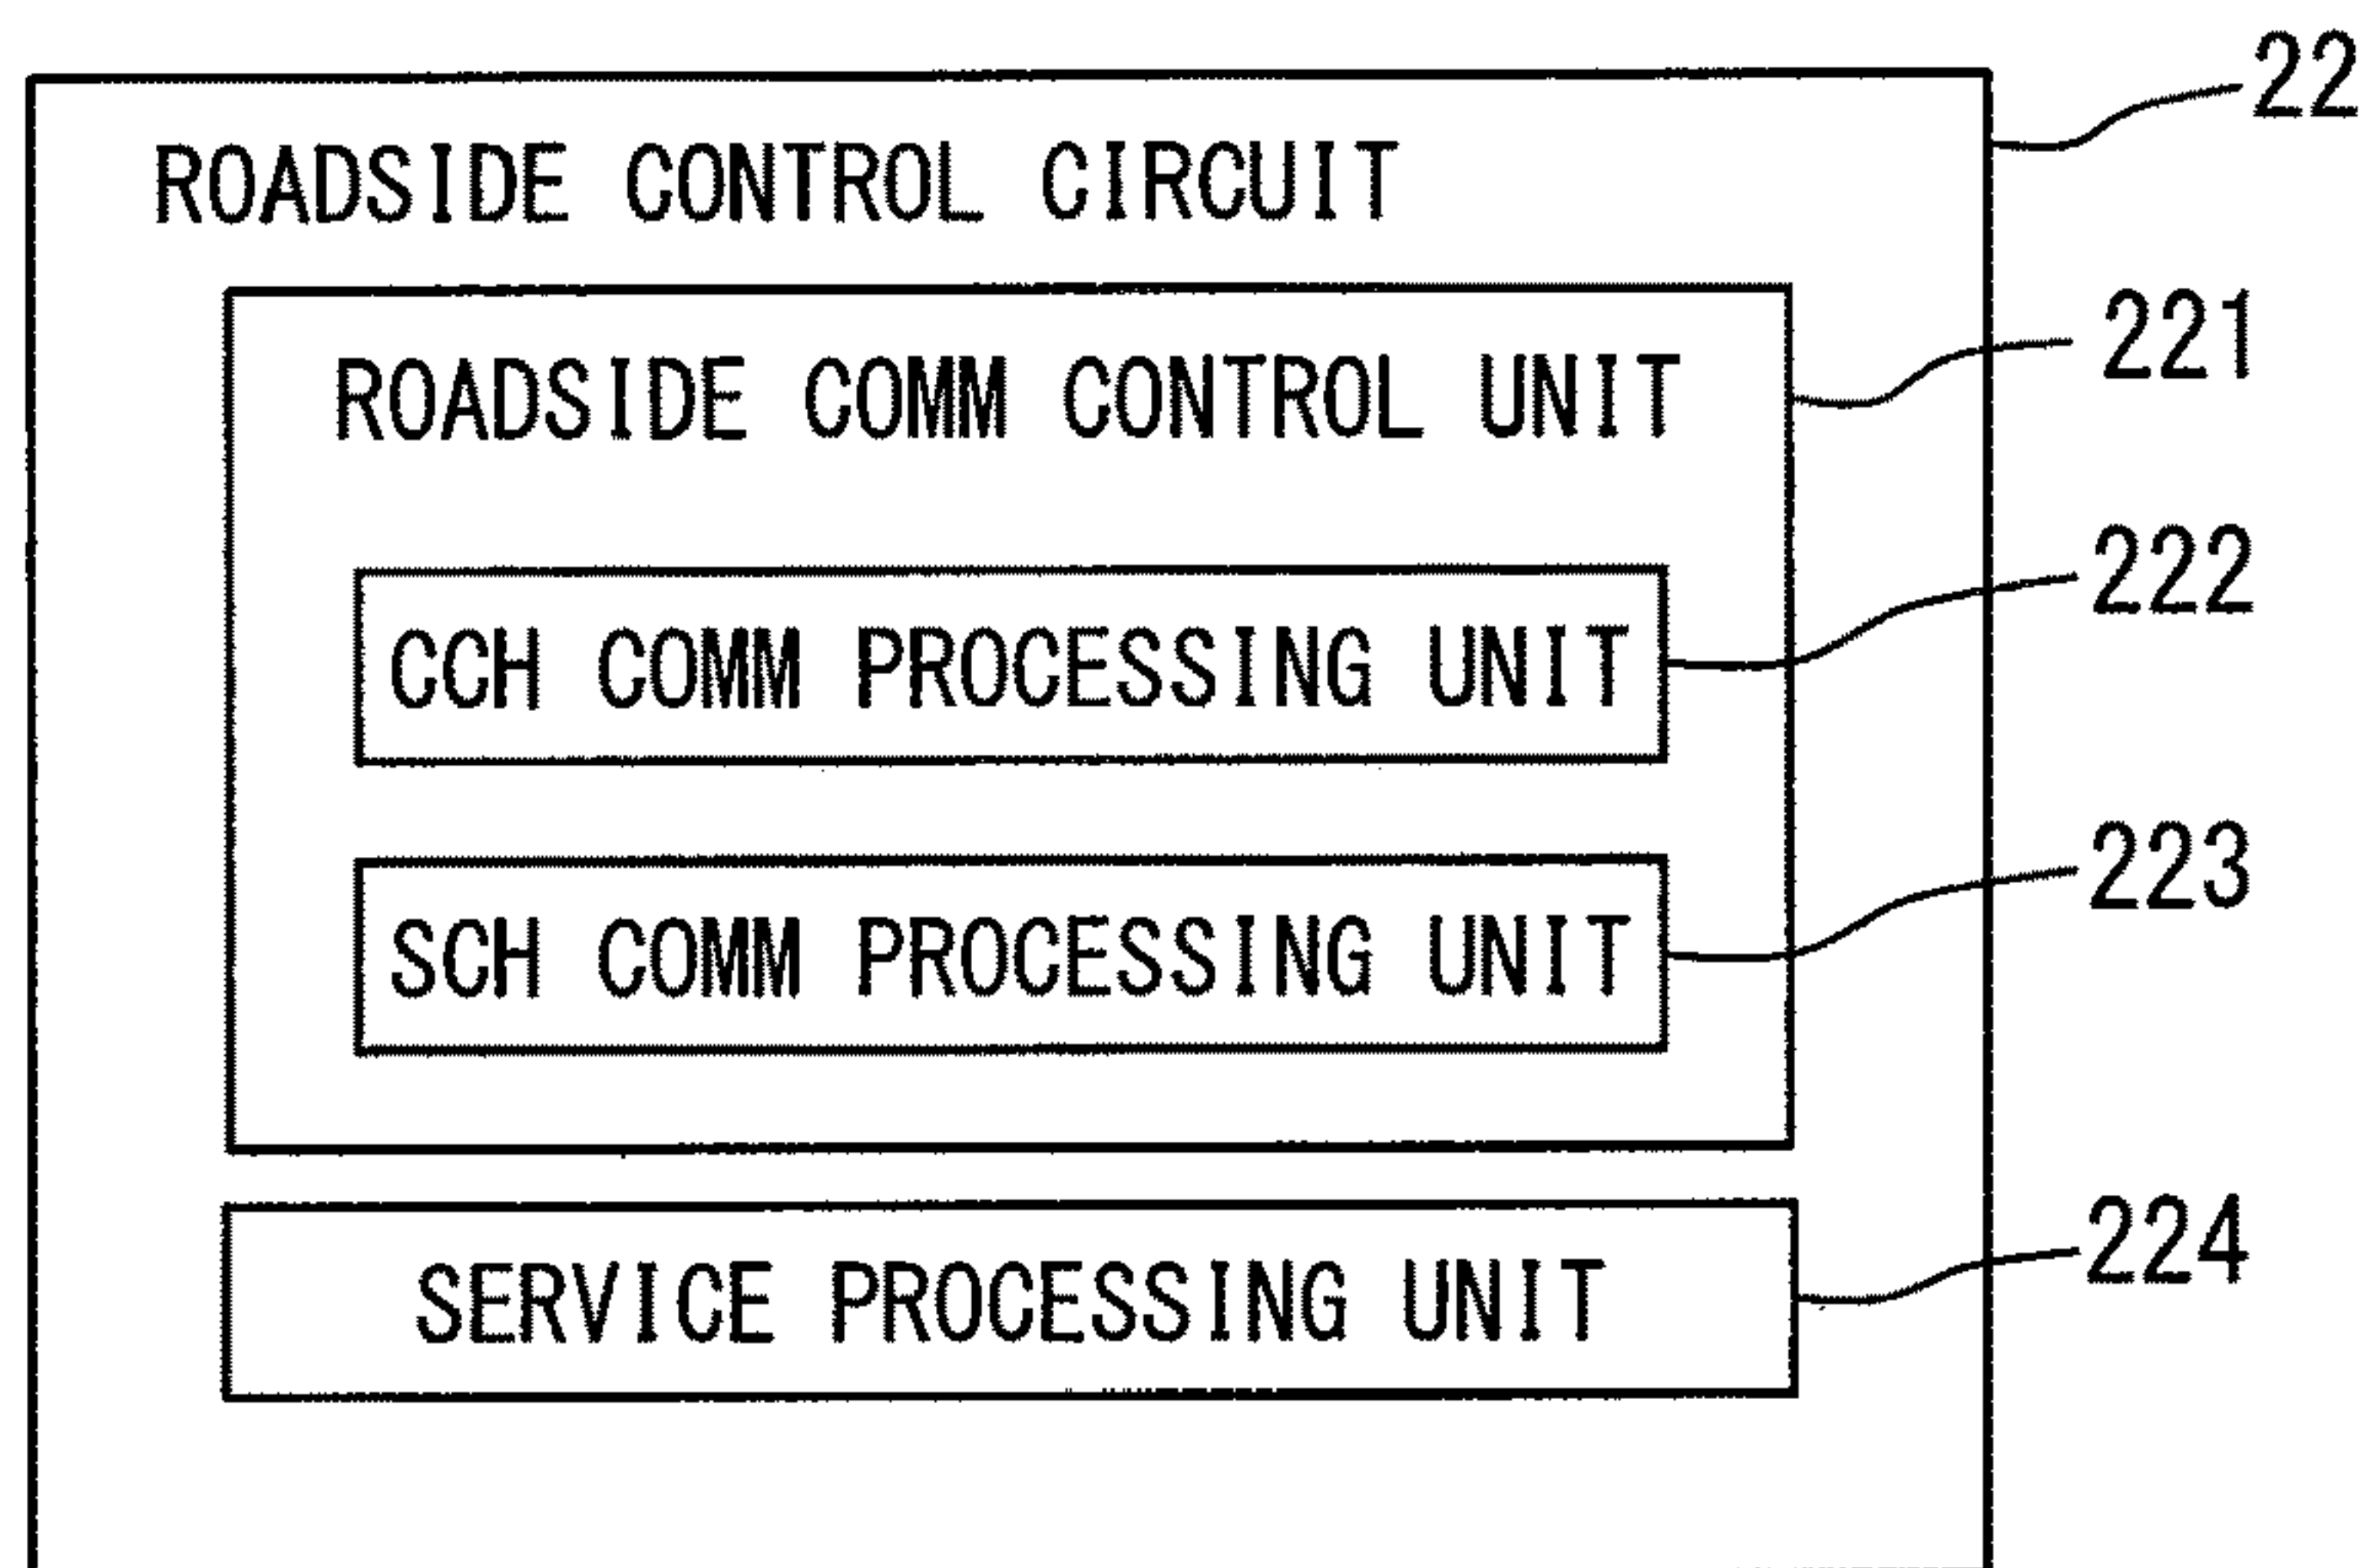 22
ROADSIDE CONTROL CIRCUIT
221
ROADSIDE COMM CONTROL UNIT
222
CCH COMM PROCESSING UNIT
223
SCH COMM PROCESSING UNIT
224
SERVICE PROCESSING UNIT